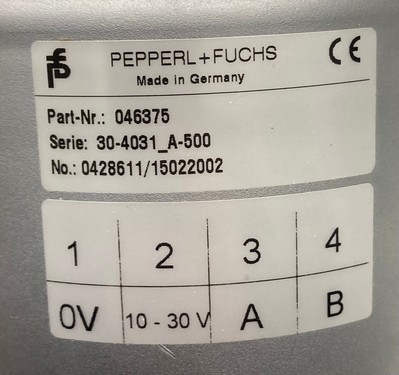 PEPPERL+FUCHS CE
Made in Germany
Part-Nr.: 046375
Serie: 30-4031_A-500
No.: 0428611/15022002
1 2 3 4
0V 10 - 30 V A B